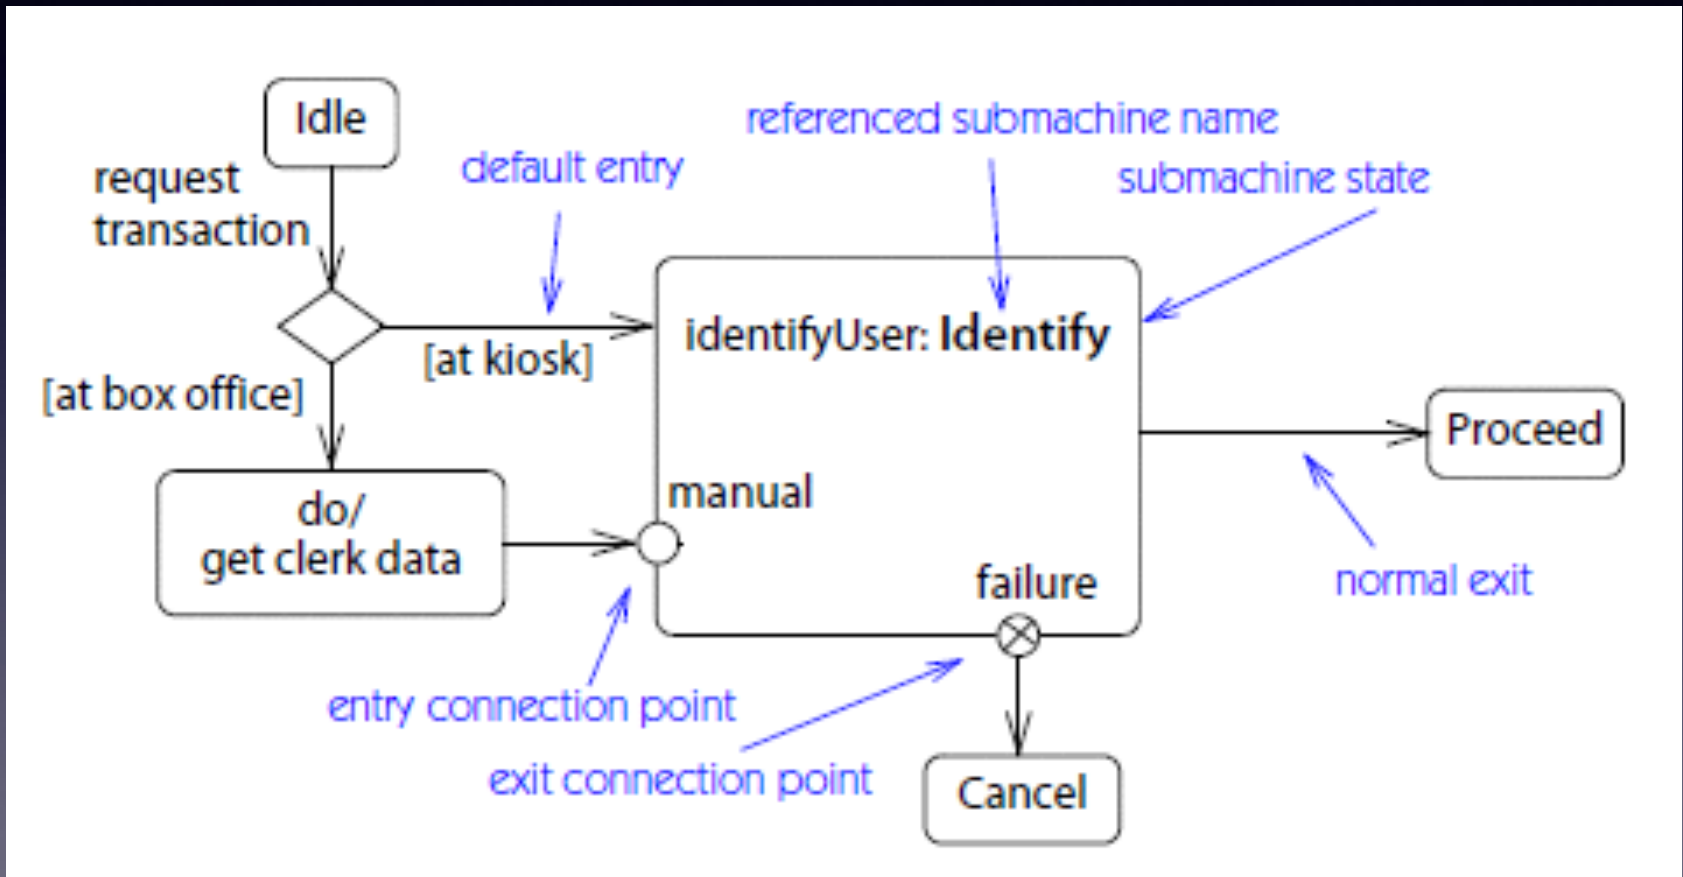 Idle
referenced submachine name
default entry
submachine state
request
transaction
identifyUser: Identify
[at kiosk]
[at box office]
Proceed
manual
do/
get clerk data
failure
normal exit
entry connection point
exit connection point
Cancel